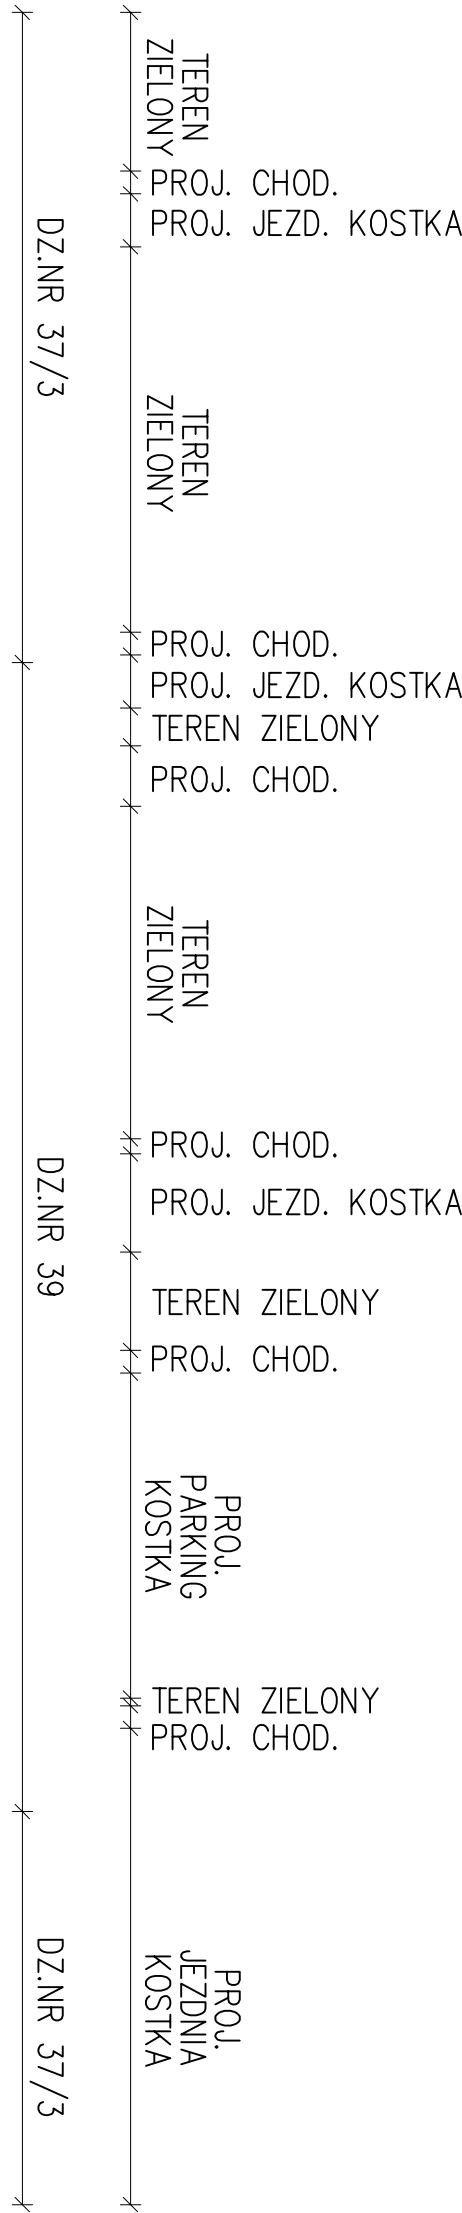 TEREN
ZIELONY
PROJ. CHOD.
PROJ. JEZD. KOSTKA
DZ.NR 37/3
TEREN
ZIELONY
PROJ. CHOD.
PROJ. JEZD. KOSTKA
TEREN ZIELONY
PROJ. CHOD.
TEREN
ZIELONY
PROJ. CHOD.
PROJ. JEZD. KOSTKA
DZ.NR 39
TEREN ZIELONY
PROJ. CHOD.
PROJ.
PARKING
KOSTKA
TEREN ZIELONY
PROJ. CHOD.
PROJ.
JEZDNIA
KOSTKA
DZ.NR 37/3